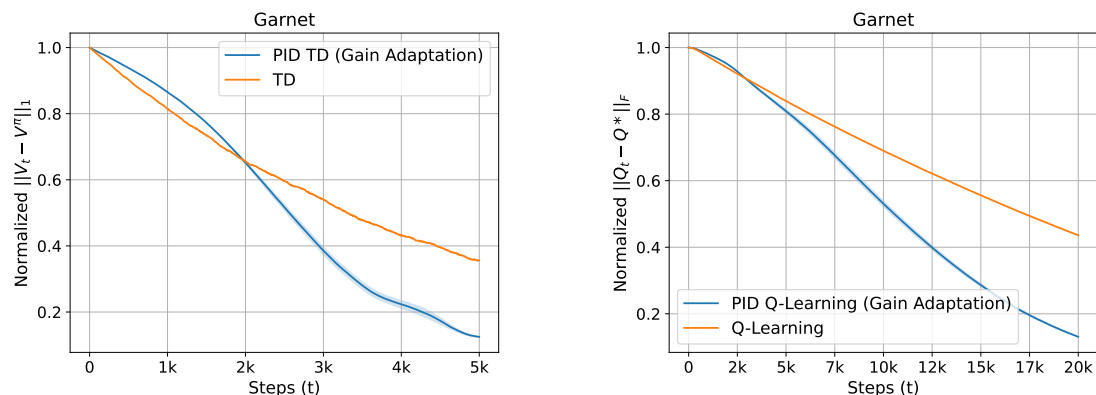 Garnet
Normalized ||V_t − V^π||_1
1.0
0.8
0.6
0.4
0.2
PID TD (Gain Adaptation)
TD
0 1k 2k 3k 4k 5k
Steps (t)
Garnet
Normalized ||Q_t − Q*||_F
1.0
0.8
0.6
0.4
0.2
PID Q-Learning (Gain Adaptation)
Q-Learning
0 2k 5k 7k 10k 12k 15k 17k 20k
Steps (t)